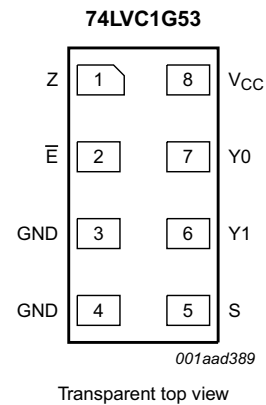 74LVC1G53
Z 1 8 VCC
E̅ 2 7 Y0
GND 3 6 Y1
GND 4 5 S
001aad389
Transparent top view